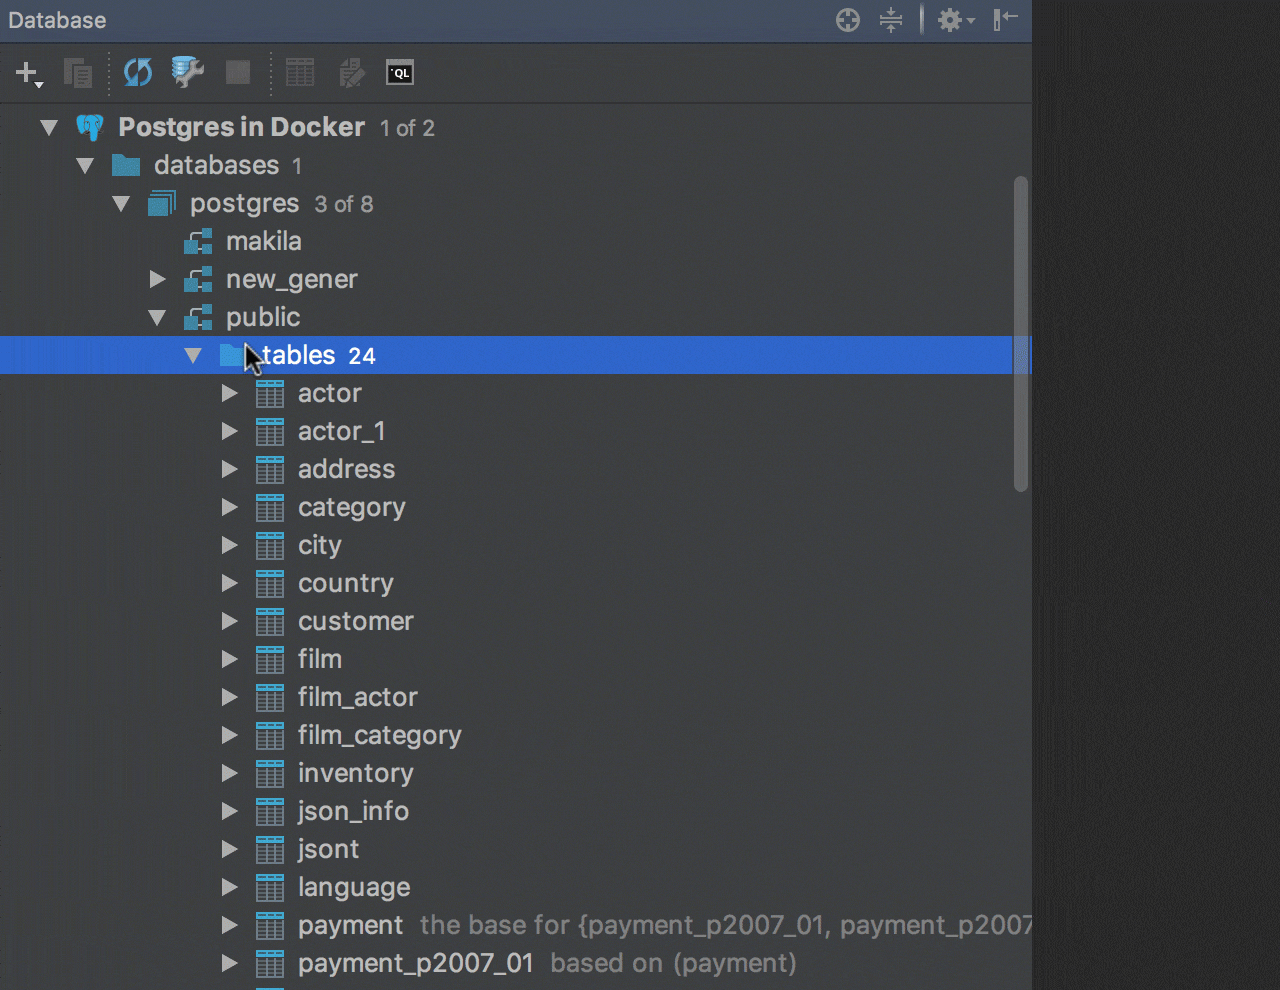 Database
QL
Postgres in Docker 1 of 2
databases 1
postgres 3 of 8
makila
new_gener
public
tables 24
actor
actor_1
address
category
city
country
customer
film
film_actor
film_category
inventory
json_info
jsont
language
payment the base for {payment_p2007_01, payment_p2007
payment_p2007_01 based on (payment)